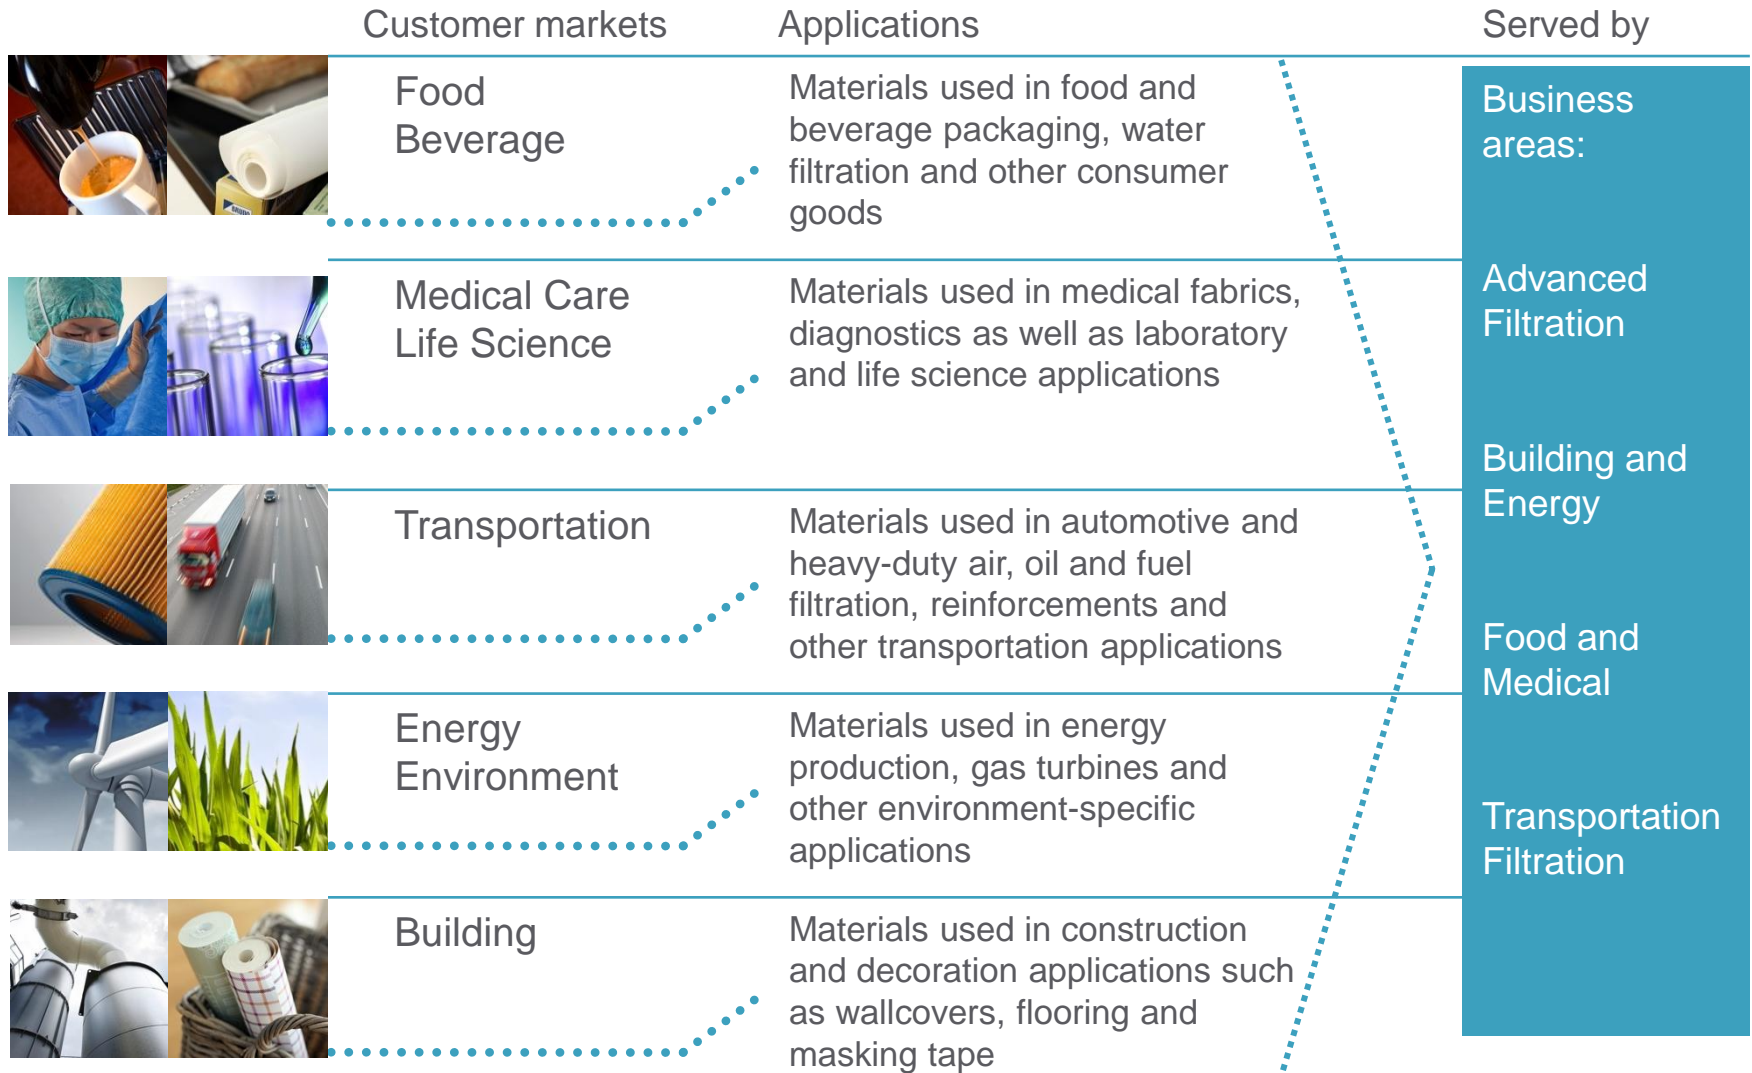 Customer markets
Applications
Served by
Food
Beverage
Materials used in food and
beverage packaging, water
filtration and other consumer
goods
Medical Care
Life Science
Materials used in medical fabrics,
diagnostics as well as laboratory
and life science applications
Transportation
Materials used in automotive and
heavy-duty air, oil and fuel
filtration, reinforcements and
other transportation applications
Energy
Environment
Materials used in energy
production, gas turbines and
other environment-specific
applications
Building
Materials used in construction
and decoration applications such
as wallcovers, flooring and
masking tape
Business
areas:
Advanced
Filtration
Building and
Energy
Food and
Medical
Transportation
Filtration